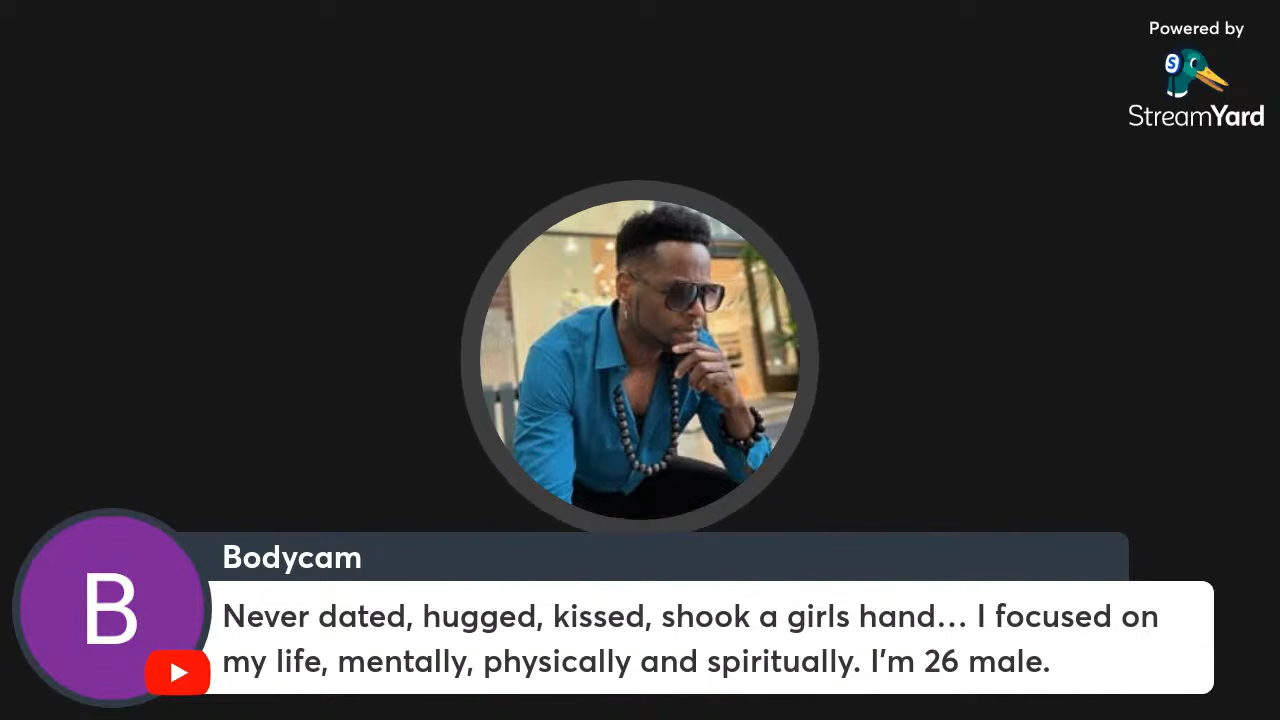 Powered by
S
StreamYard
B
Bodycam
Never dated, hugged, kissed, shook a girls hand... I focused on
my life, mentally, physically and spiritually. I'm 26 male.